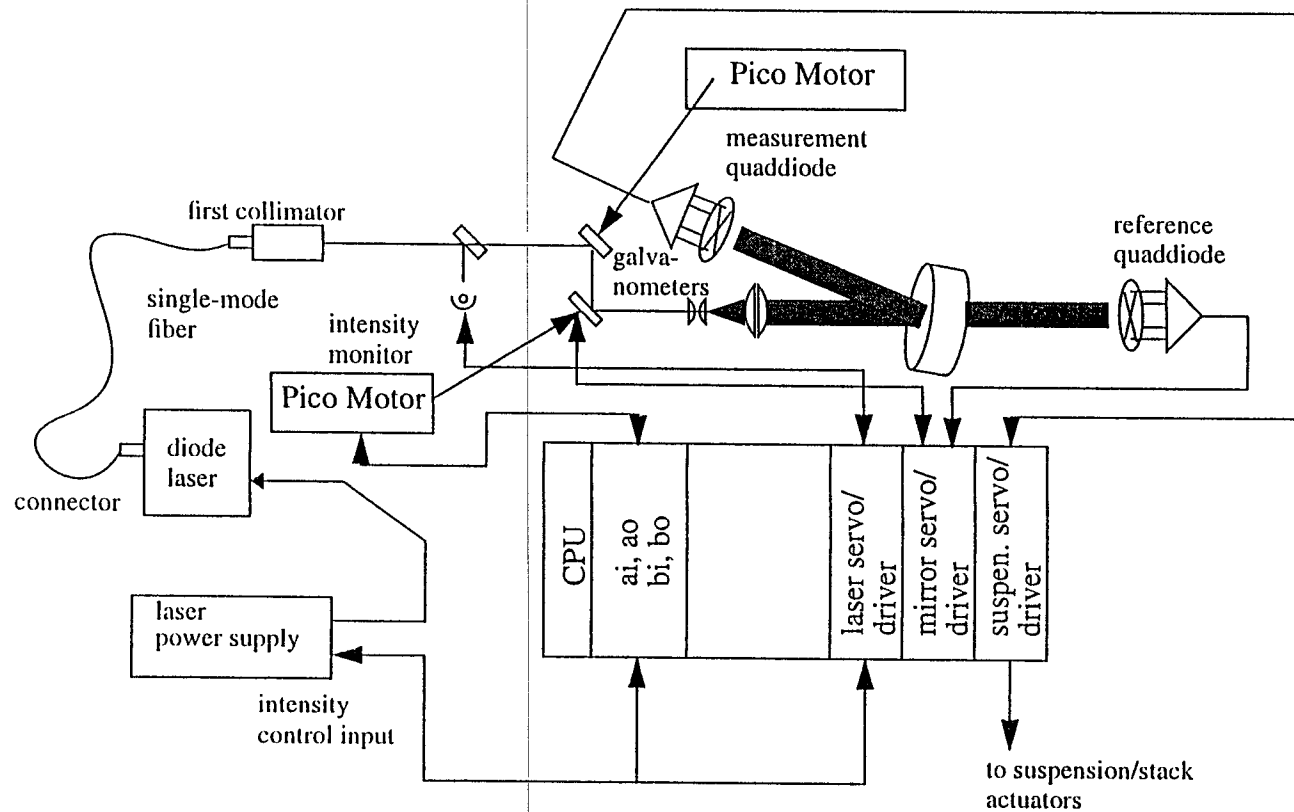 Pico Motor
measurement
quaddiode
first collimator
reference
quaddiode
galva-
nometers
single-mode
fiber
intensity
monitor
Pico Motor
diode
laser
connector
CPU
ai, ao
bi, bo
laser servo/
driver
mirror servo/
driver
suspen. servo/
driver
laser
power supply
intensity
control input
to suspension/stack
actuators